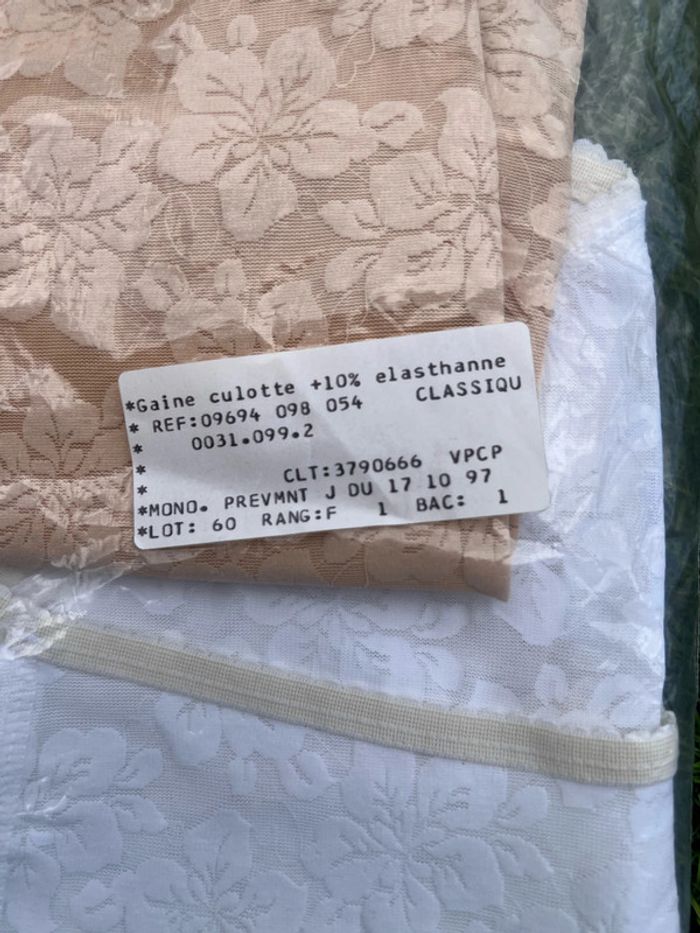 *Gaine culotte +10% elasthanne
* REF:09694 098 054 CLASSIQU
* 0031.099.2
*
* CLT:3790666 VPCP
*MONO. PREVMNT J DU 17 10 97
*LOT: 60 RANG:F 1 BAC: 1